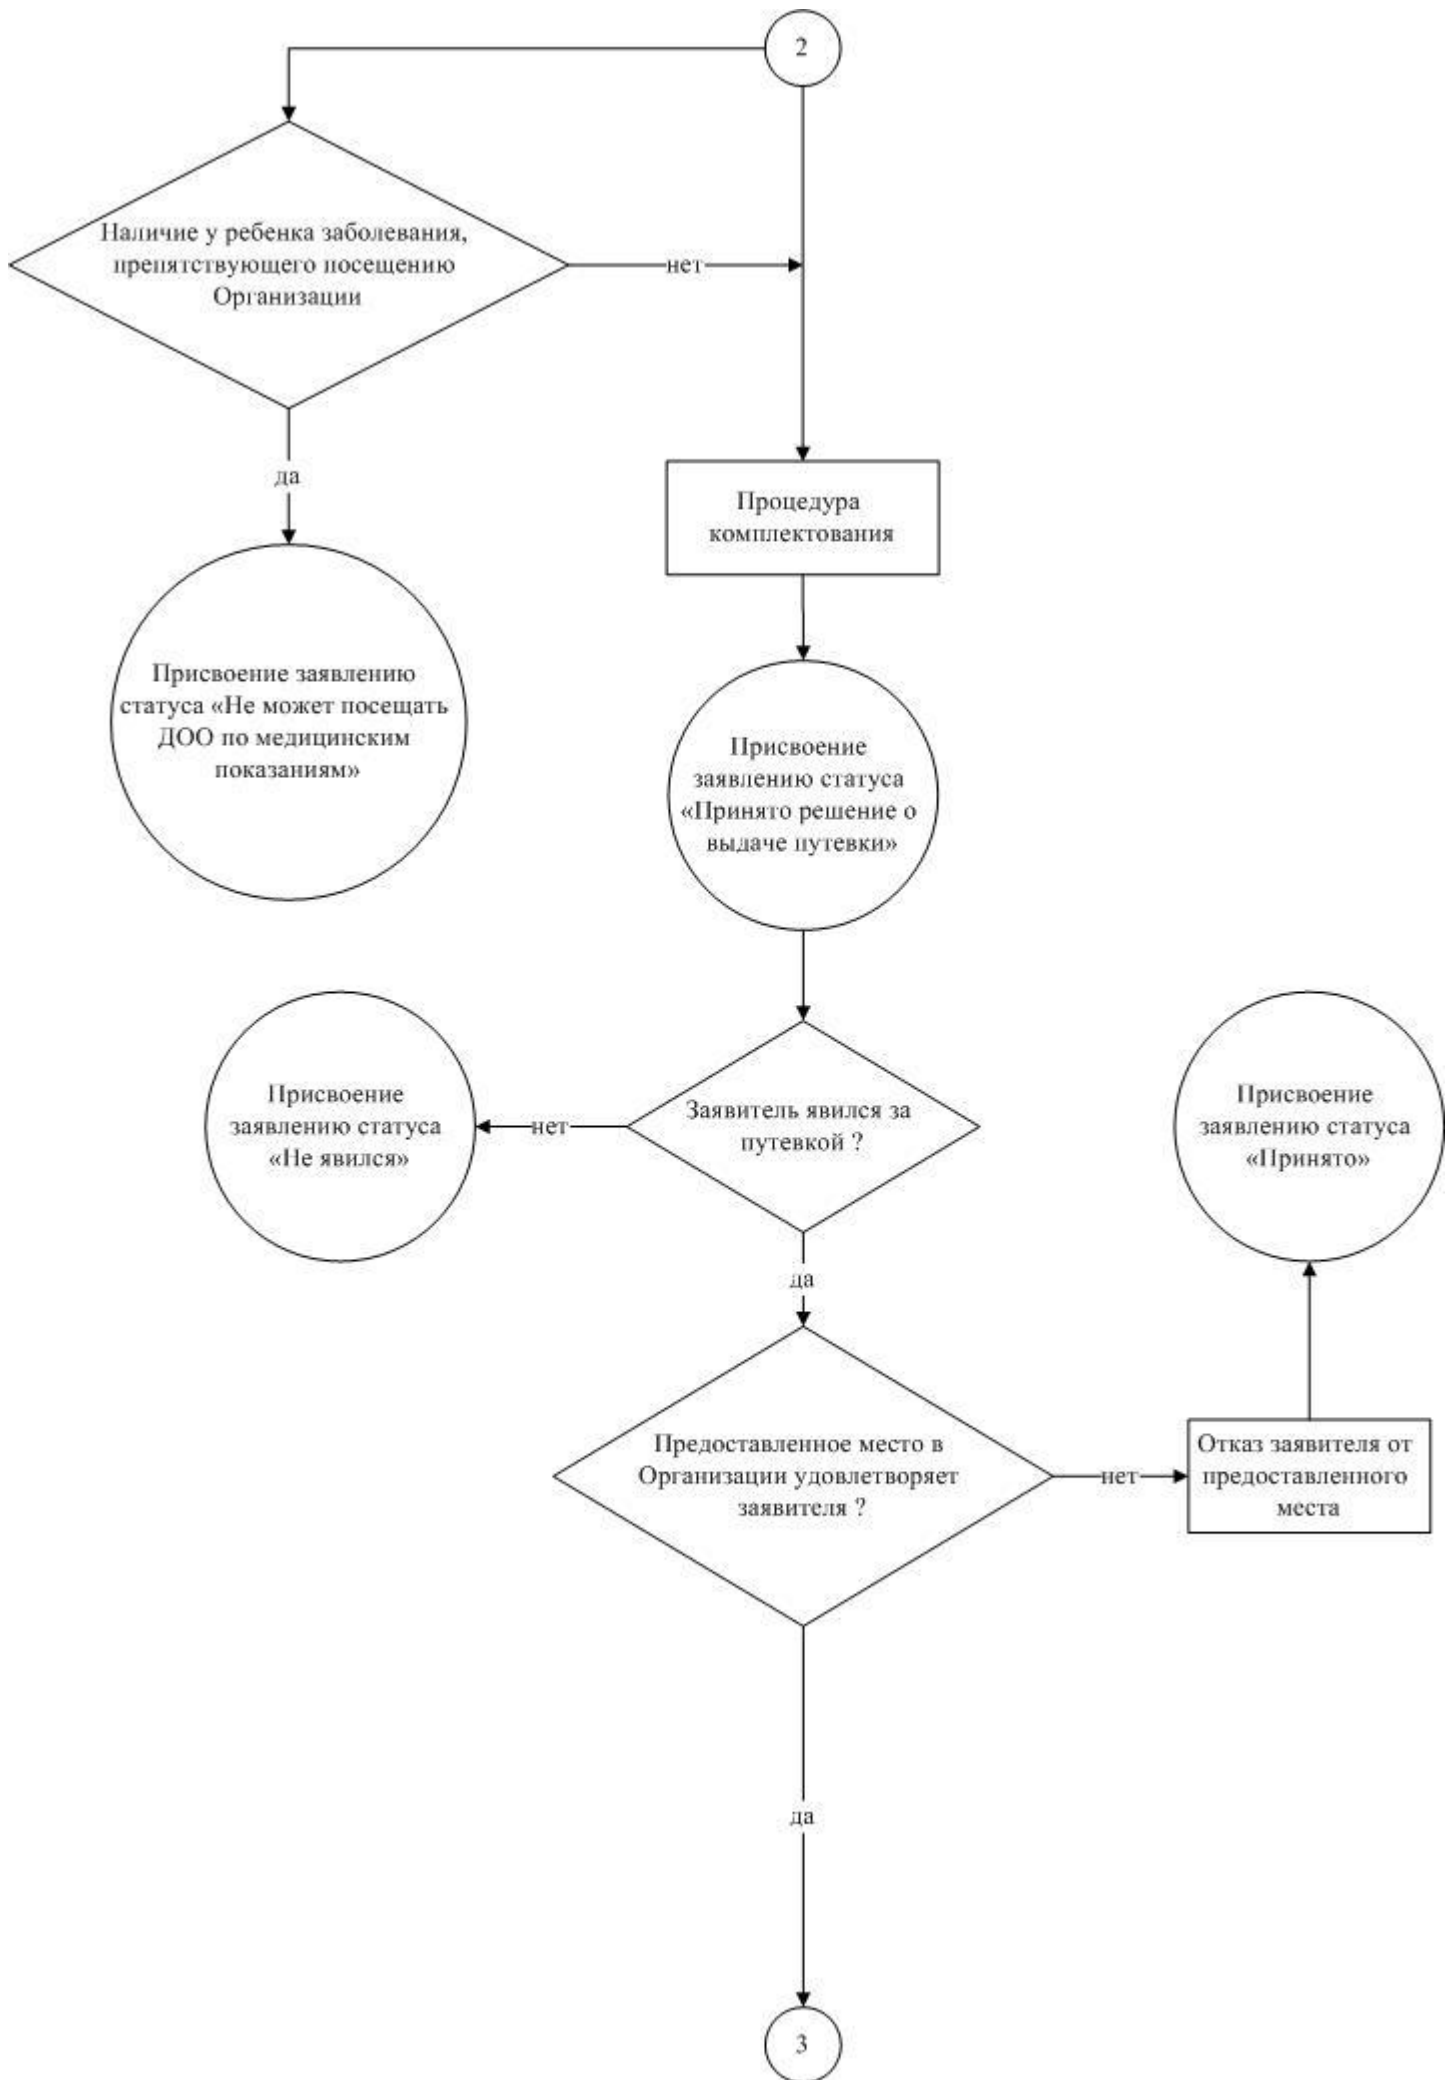 2
Наличие у ребенка заболевания,
препятствующего посещению
Организации
нет
да
Процедура
комплектования
Присвоение заявлению
статуса «Не может посещать
ДОО по медицинским
показаниям»
Присвоение
заявлению статуса
«Принято решение о
выдаче путевки»
Присвоение
заявлению статуса
«Не явился»
нет
Заявитель явился за
путевкой ?
Присвоение
заявлению статуса
«Принято»
да
Предоставленное место в
Организации удовлетворяет
заявителя ?
нет
Отказ заявителя от
предоставленного
места
да
3